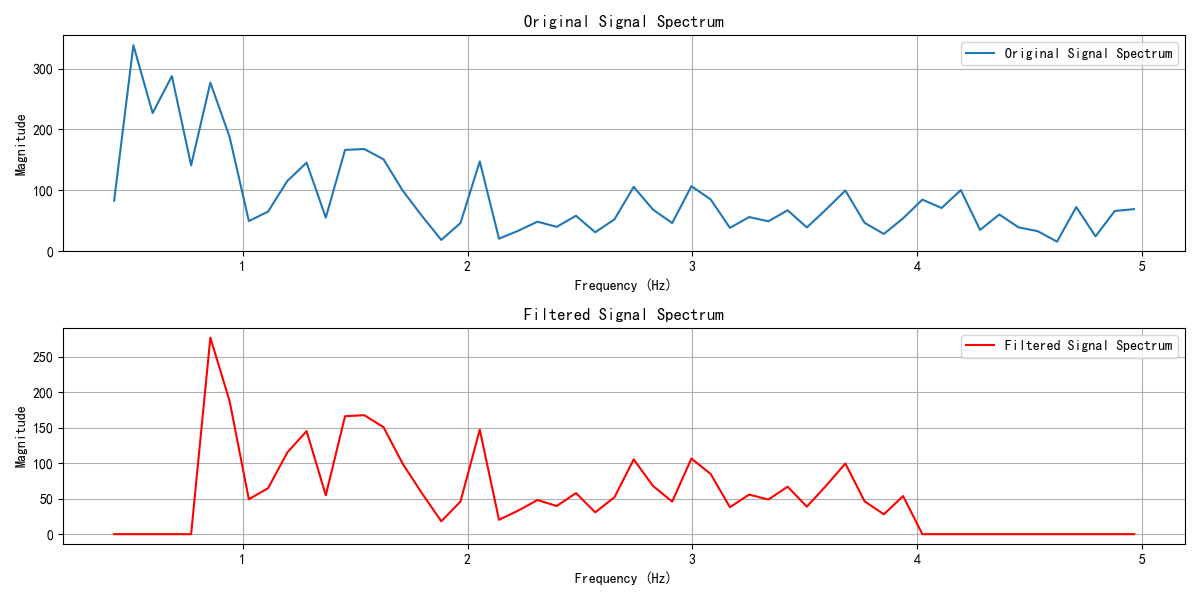 Original Signal Spectrum
Original Signal Spectrum
300
200
100
0
Magnitude
1 2 3 4 5
Frequency (Hz)
Filtered Signal Spectrum
Filtered Signal Spectrum
250
200
150
100
50
0
Magnitude
1 2 3 4 5
Frequency (Hz)